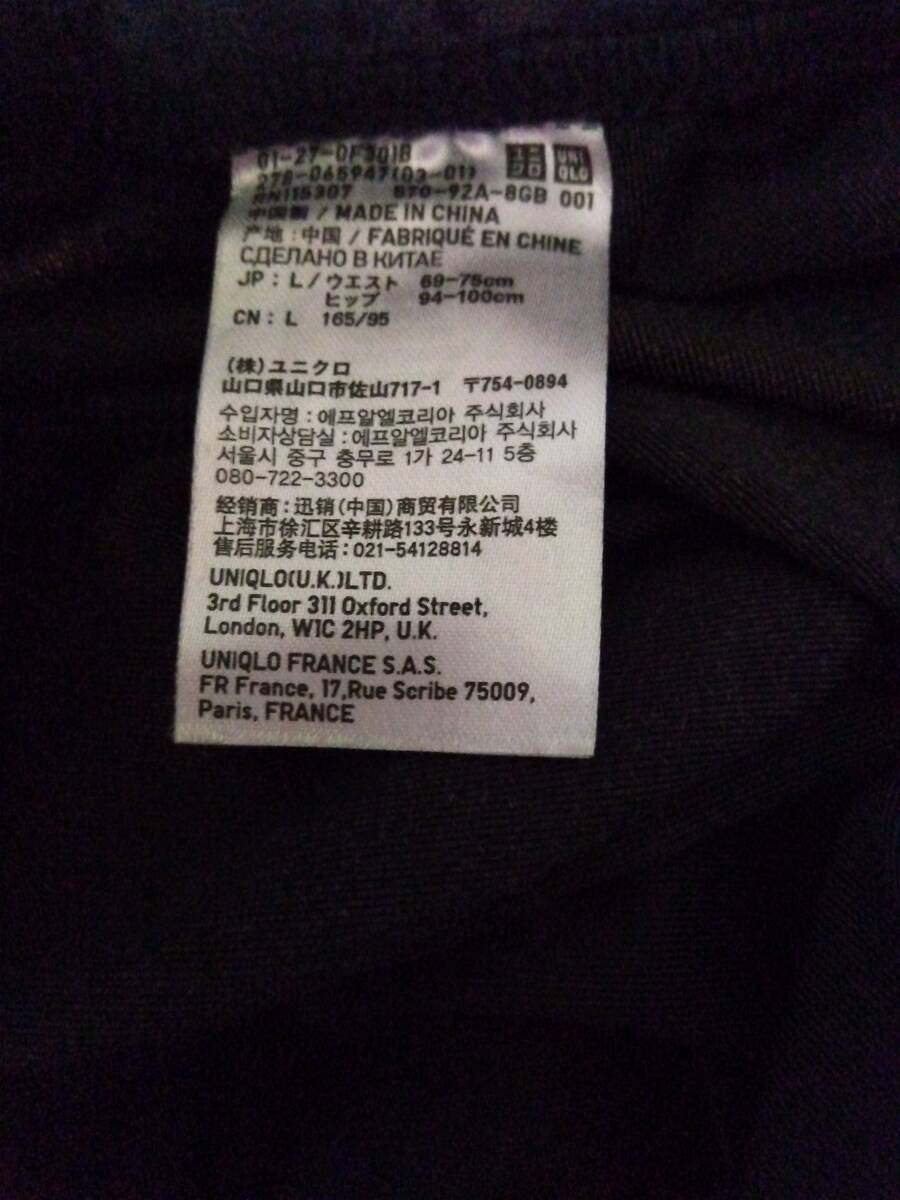 01-27-0F301B
278-065947(03-01)
UNI
QLO
RN115307 570-92A-8GB 001
中国製 / MADE IN CHINA
产地 : 中国 / FABRIQUÉ EN CHINE
СДЕЛАНО В КИТАЕ
JP : L / ウエスト 69-75cm
ヒップ 94-100cm
CN : L 165/95
(株)ユニクロ
山口県山口市佐山717-1 〒754-0894
수입자명 : 에프알엘코리아 주식회사
소비자상담실 : 에프알엘코리아 주식회사
서울시 중구 충무로 1가 24-11 5층
080-722-3300
经销商 : 迅销(中国)商贸有限公司
上海市徐汇区辛耕路133号永新城4楼
售后服务电话 : 021-54128814
UNIQLO(U.K.)LTD.
3rd Floor 311 Oxford Street,
London, W1C 2HP, U.K.
UNIQLO FRANCE S.A.S.
FR France, 17,Rue Scribe 75009,
Paris, FRANCE